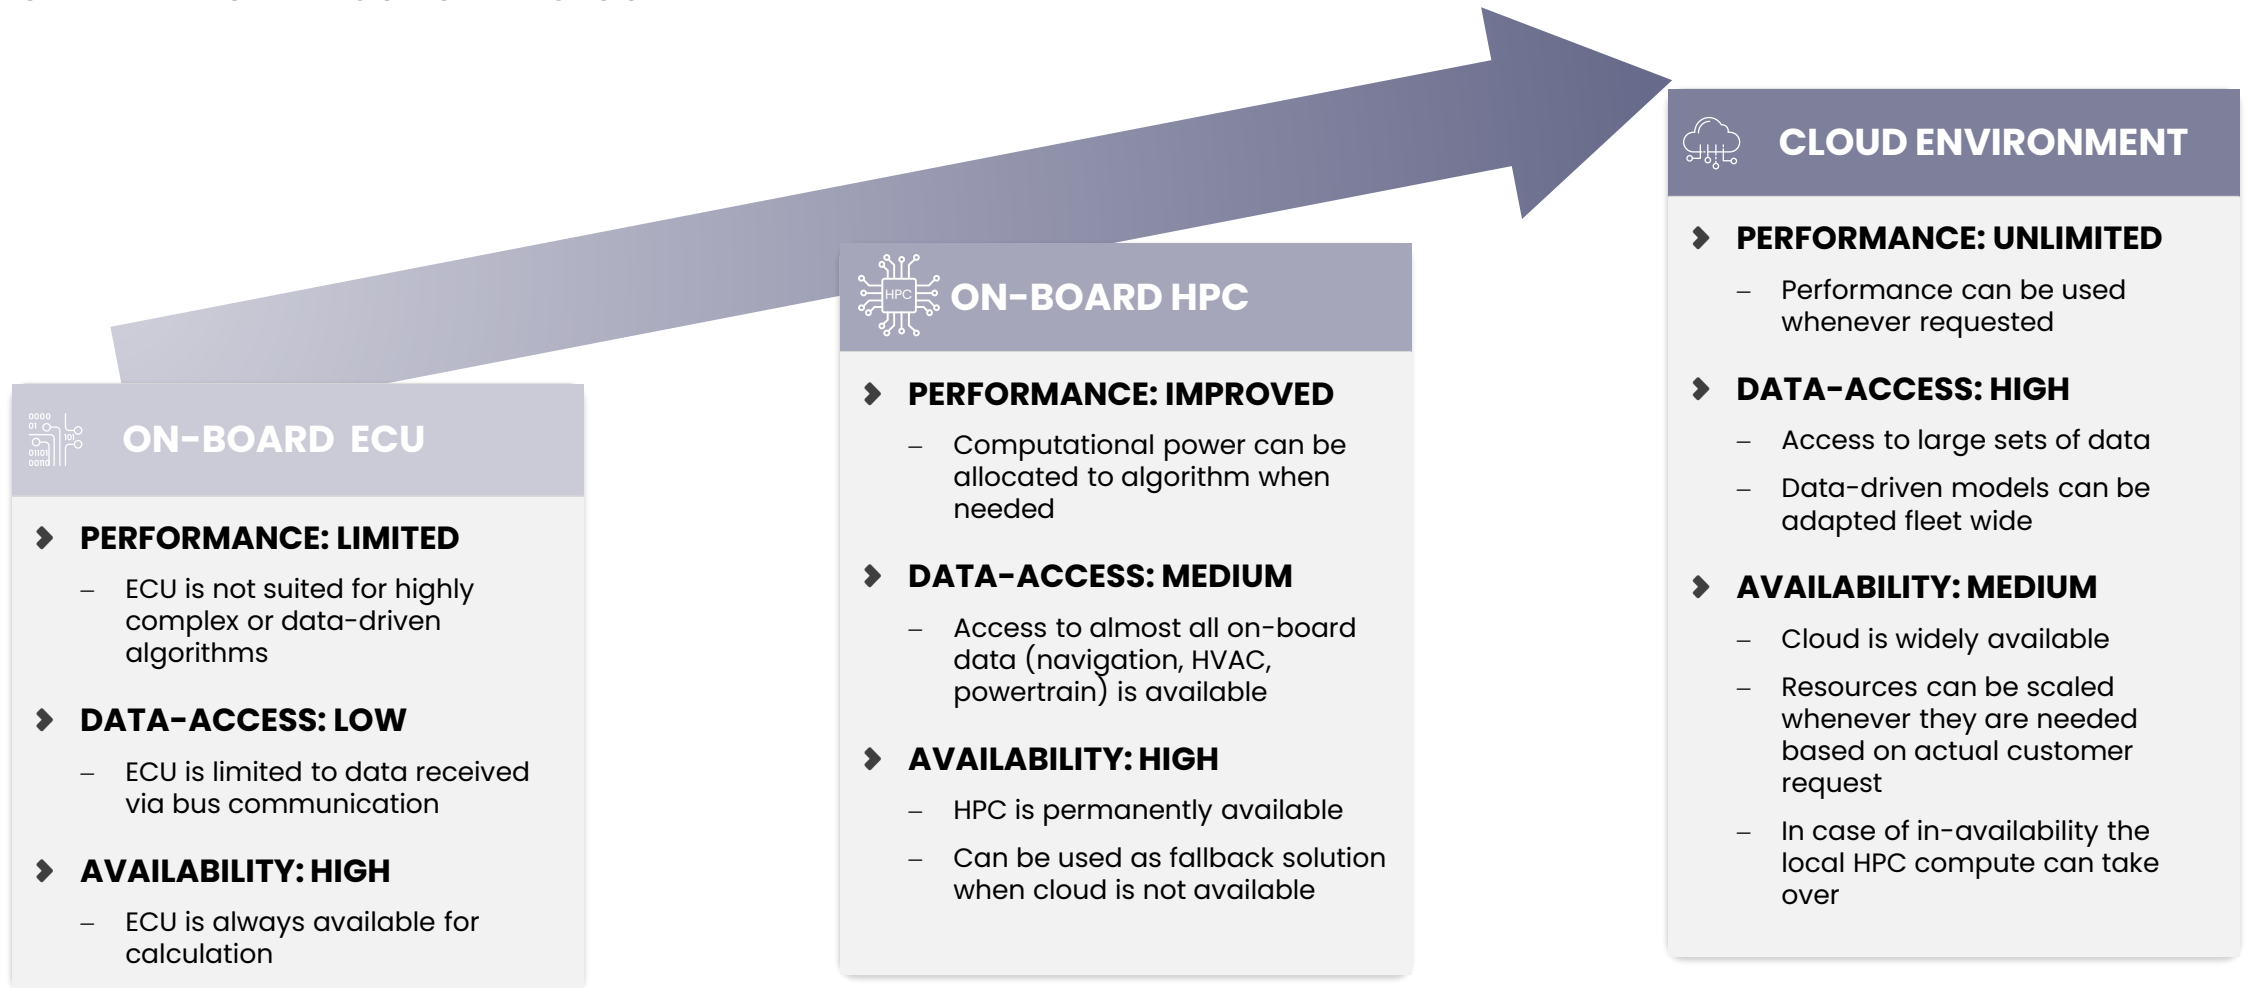 ON-BOARD ECU
PERFORMANCE: LIMITED
– ECU is not suited for highly
complex or data-driven
algorithms
DATA-ACCESS: LOW
– ECU is limited to data received
via bus communication
AVAILABILITY: HIGH
– ECU is always available for
calculation
HPC
ON-BOARD HPC
PERFORMANCE: IMPROVED
– Computational power can be
allocated to algorithm when
needed
DATA-ACCESS: MEDIUM
– Access to almost all on-board
data (navigation, HVAC,
powertrain) is available
AVAILABILITY: HIGH
– HPC is permanently available
– Can be used as fallback solution
when cloud is not available
CLOUD ENVIRONMENT
PERFORMANCE: UNLIMITED
– Performance can be used
whenever requested
DATA-ACCESS: HIGH
– Access to large sets of data
– Data-driven models can be
adapted fleet wide
AVAILABILITY: MEDIUM
– Cloud is widely available
– Resources can be scaled
whenever they are needed
based on actual customer
request
– In case of in-availability the
local HPC compute can take
over